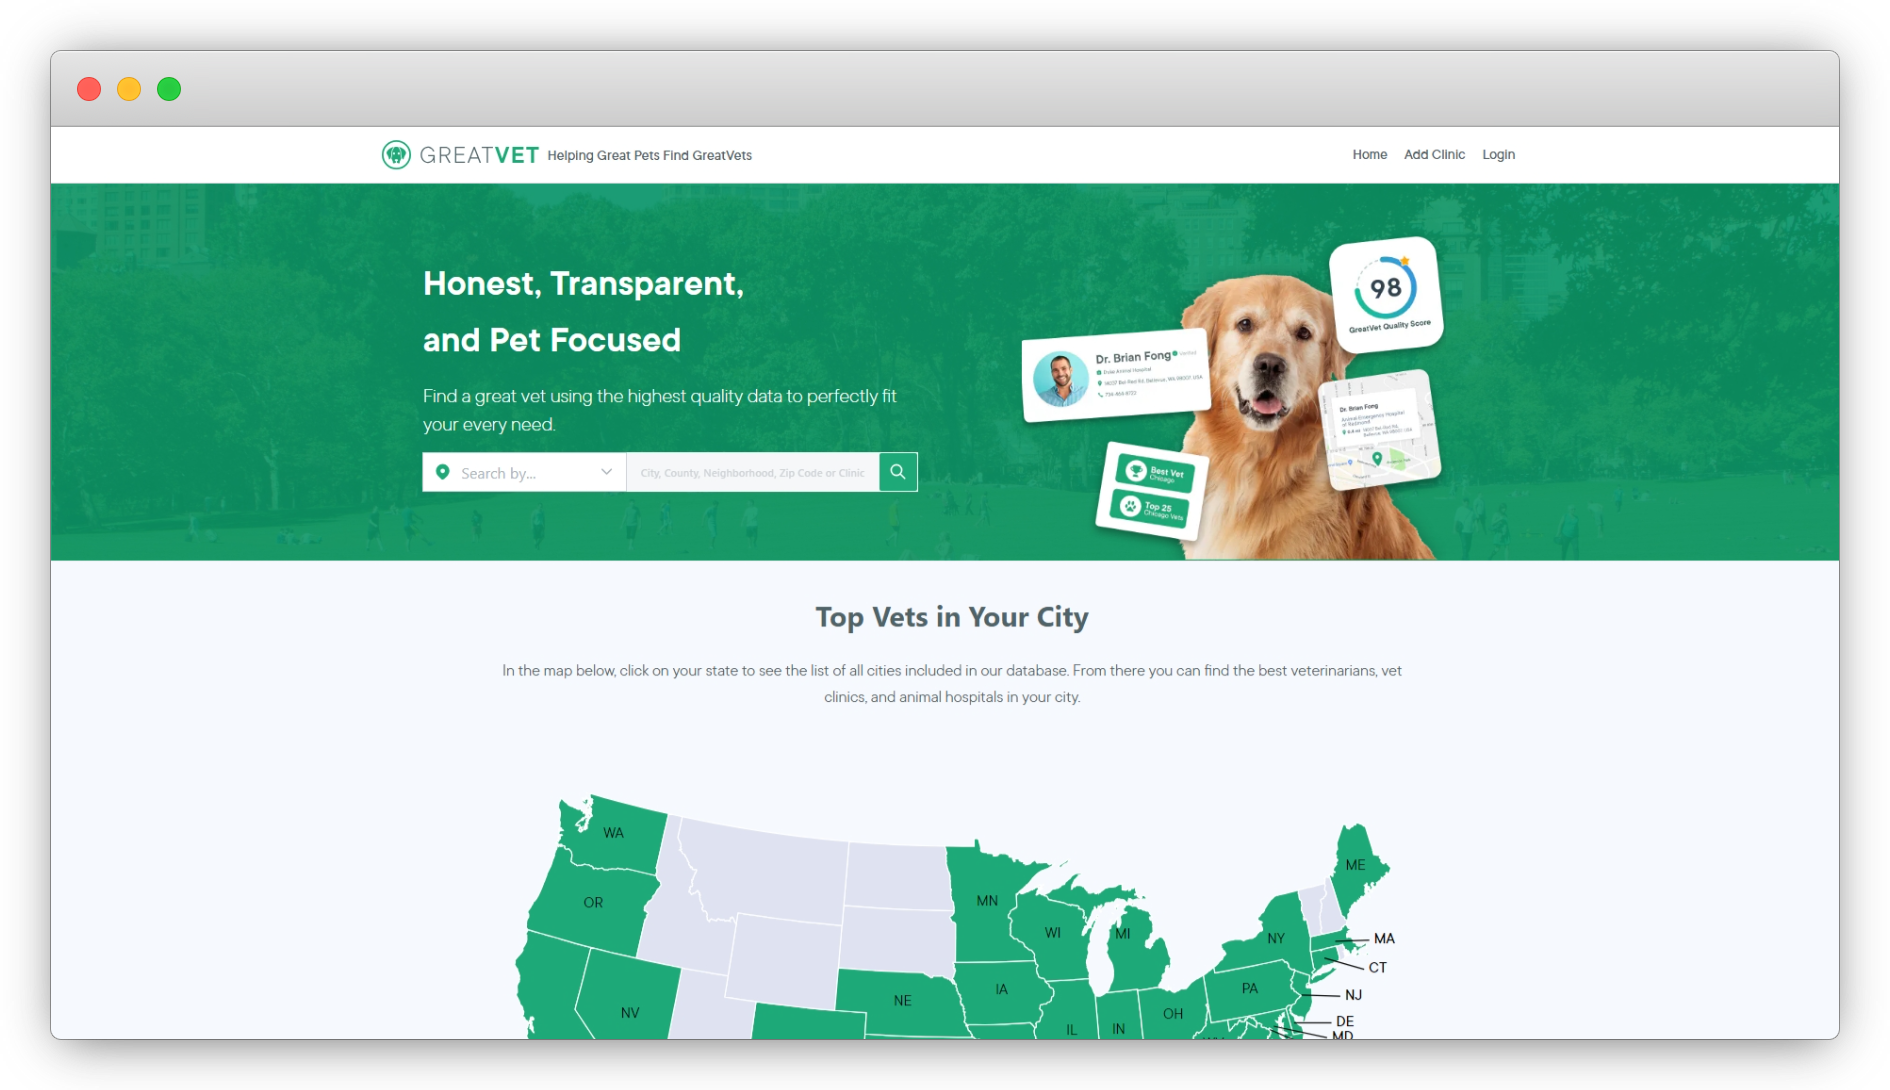 GREATVET Helping Great Pets Find GreatVets
Home Add Clinic Login
Honest, Transparent,
and Pet Focused
Find a great vet using the highest quality data to perfectly fit
your every need.
Search by...
City, County, Neighborhood, Zip Code or Clinic
98
GreatVet Quality Score
Dr. Brian Fong
Verified
Dr. Brian Fong
Best Vet
Chicago
Top 25
Chicago Vets
Top Vets in Your City
In the map below, click on your state to see the list of all cities included in our database. From there you can find the best veterinarians, vet
clinics, and animal hospitals in your city.
WA
OR
NV
NE
MN
IA
WI
IL
MI
IN
OH
PA
NY
ME
MA
CT
NJ
DE
MD